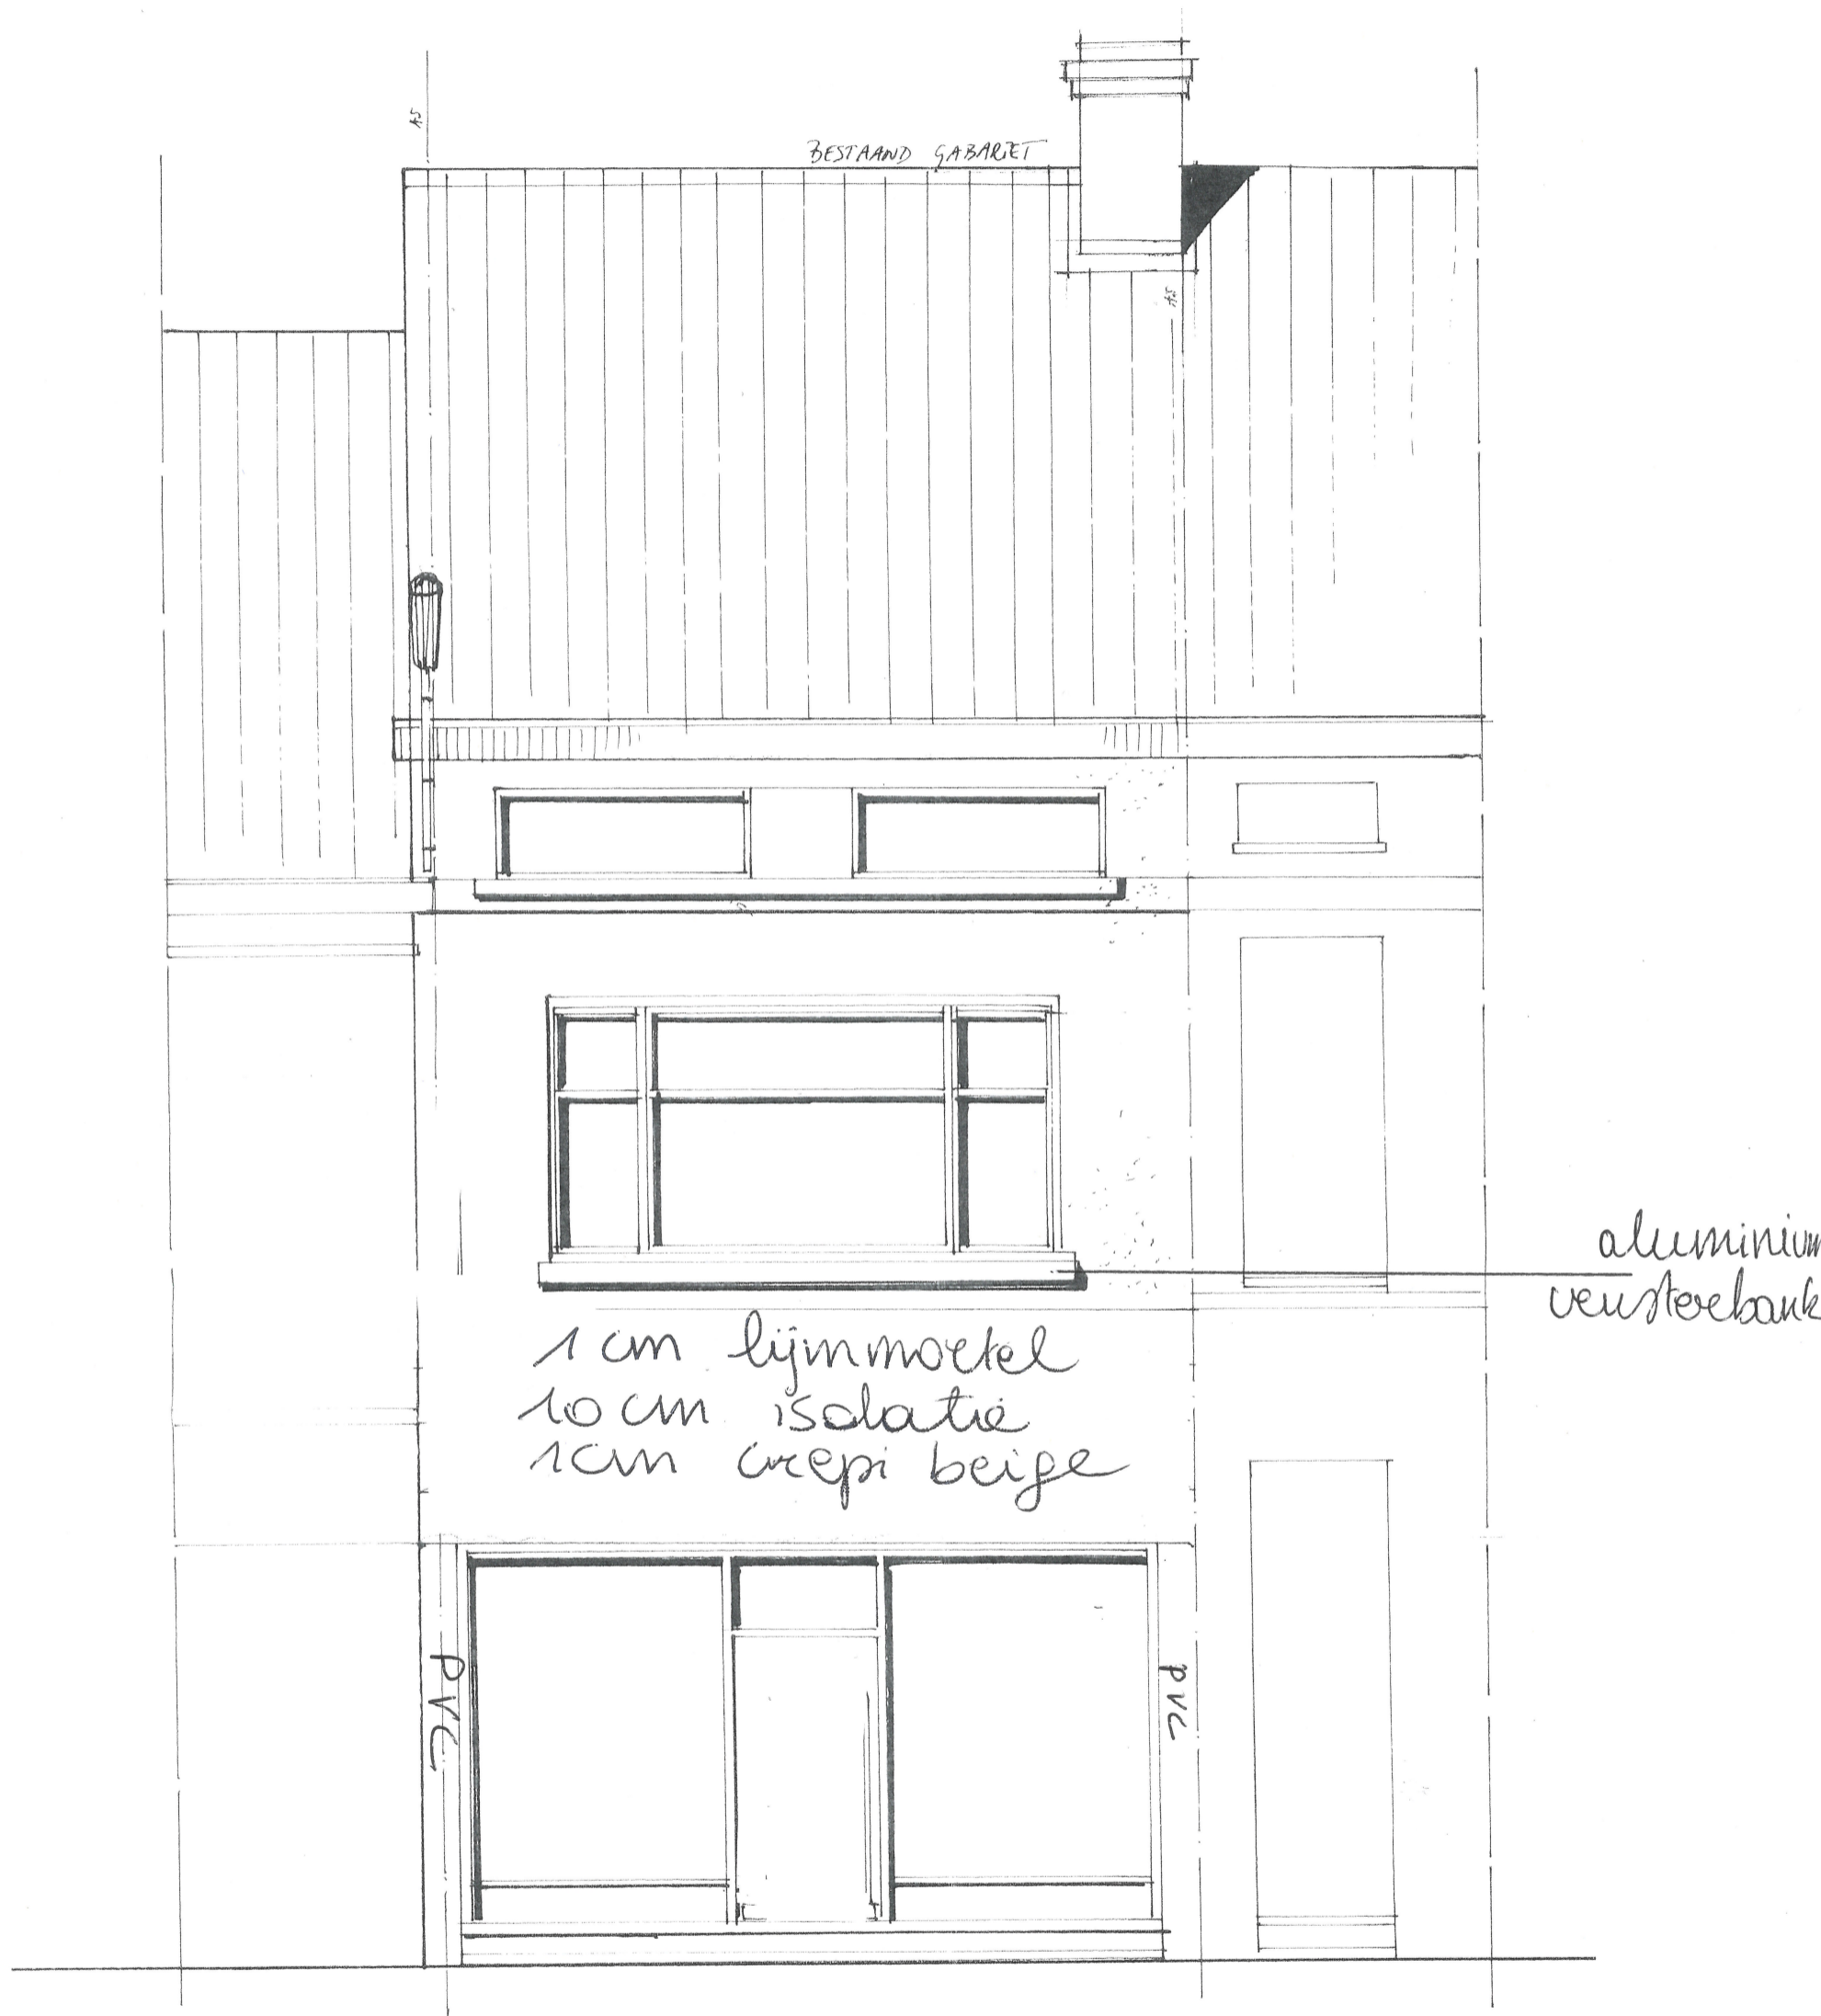 BESTAAND GABARIET
aluminium
vensterbank
1 cm lijmmortel
10 cm isolatie
1cm crepi beige
PVC
PVC